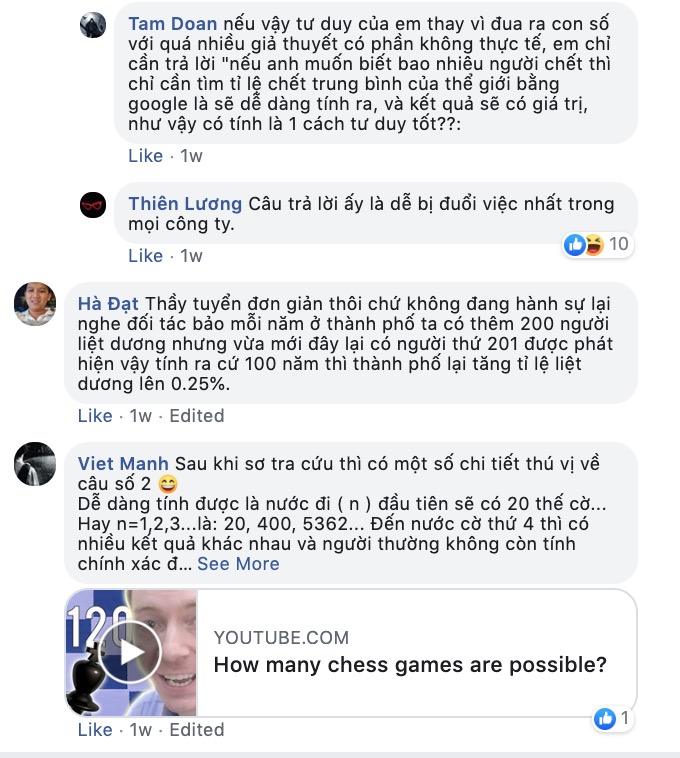 Tam Doan nếu vậy tư duy của em thay vì đua ra con số
với quá nhiều giả thuyết có phần không thực tế, em chỉ
cần trả lời "nếu anh muốn biết bao nhiêu người chết thì
chỉ cần tìm tỉ lệ chết trung bình của thể giới bằng
google là sẽ dễ dàng tính ra, và kết quả sẽ có giá trị,
như vậy có tính là 1 cách tư duy tốt??:
Like · 1w
Thiên Lương Câu trả lời ấy là dễ bị đuổi việc nhất trong
mọi công ty.
10
Like · 1w
Hà Đạt Thầy tuyển đơn giản thôi chứ không đang hành sự lại
nghe đối tác bảo mỗi năm ở thành phố ta có thêm 200 người
liệt dương nhưng vừa mới đây lại có người thứ 201 được phát
hiện vậy tính ra cứ 100 năm thì thành phố lại tăng tỉ lệ liệt
dương lên 0.25%.
Like · 1w · Edited
Viet Manh Sau khi sơ tra cứu thì có một số chi tiết thú vị về
câu số 2 😄
Dễ dàng tính được là nước đi ( n ) đầu tiên sẽ có 20 thế cờ...
Hay n=1,2,3...là: 20, 400, 5362... Đến nước cờ thứ 4 thì có
nhiều kết quả khác nhau và người thường không còn tính
chính xác đ... See More
120
YOUTUBE.COM
How many chess games are possible?
1
Like · 1w · Edited